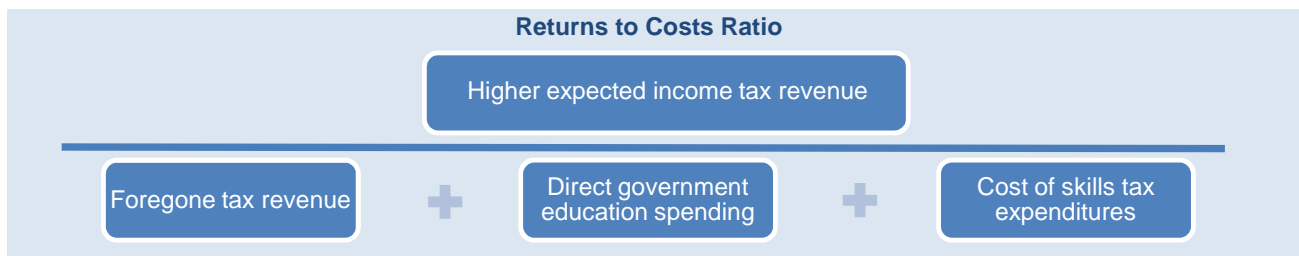 Returns to Costs Ratio
Higher expected income tax revenue
Foregone tax revenue
Direct government
education spending
Cost of skills tax
expenditures